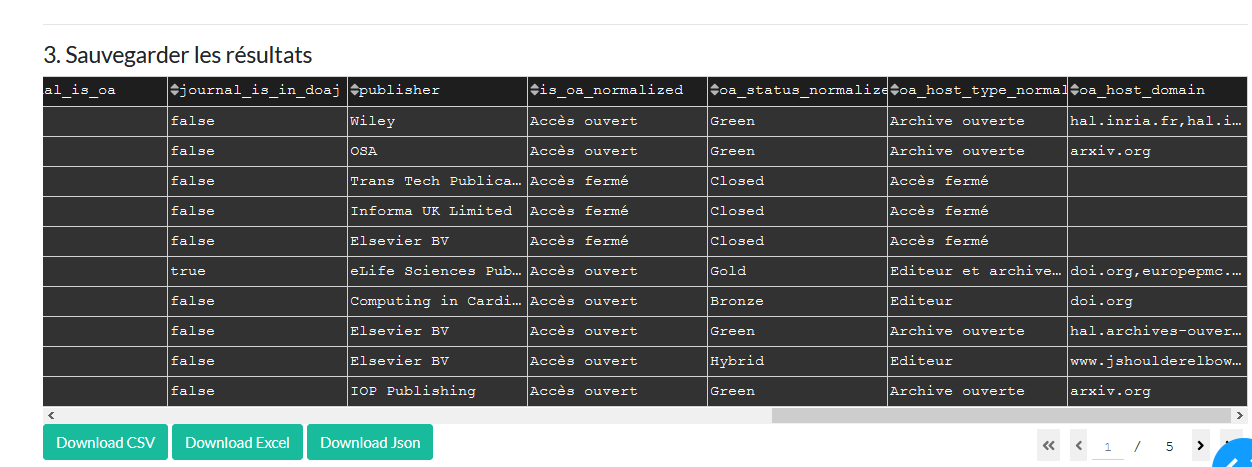 3. Sauvegarder les résultats
al_is_oa journal_is_in_doaj publisher is_oa_normalized oa_status_normalize oa_host_type_normal oa_host_domain
false Wiley Accès ouvert Green Archive ouverte hal.inria.fr,hal.i…
false OSA Accès ouvert Green Archive ouverte arxiv.org
false Trans Tech Publica… Accès fermé Closed Accès fermé
false Informa UK Limited Accès fermé Closed Accès fermé
false Elsevier BV Accès fermé Closed Accès fermé
true eLife Sciences Pub… Accès ouvert Gold Editeur et archive… doi.org,europepmc.…
false Computing in Cardi… Accès ouvert Bronze Editeur doi.org
false Elsevier BV Accès ouvert Green Archive ouverte hal.archives-ouver…
false Elsevier BV Accès ouvert Hybrid Editeur www.jshoulderelbow…
false IOP Publishing Accès ouvert Green Archive ouverte arxiv.org
Download CSV Download Excel Download Json 1 / 5